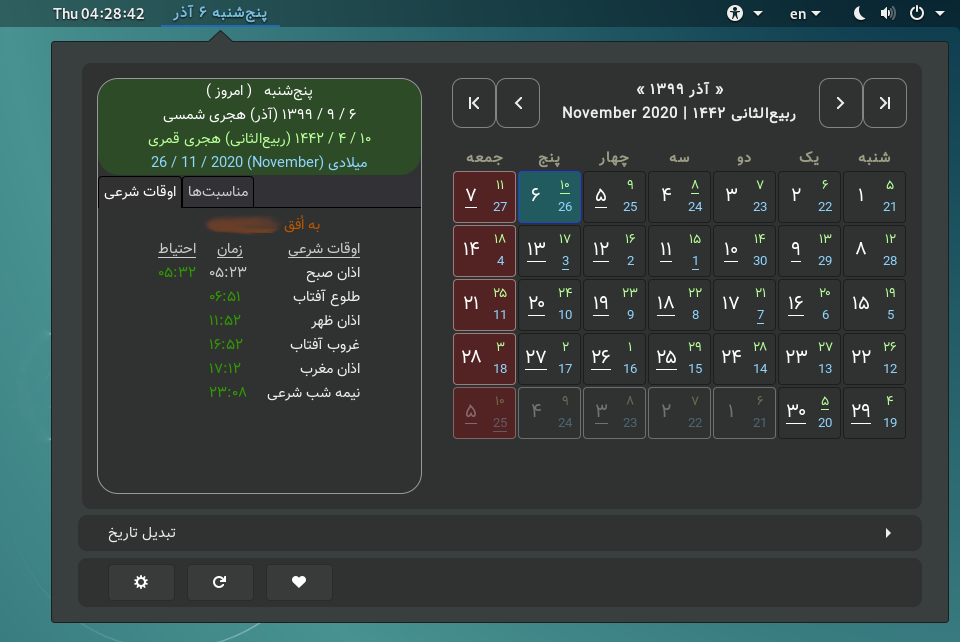 Thu 04:28:42
پنج‌شنبه ۶ آذر
en
پنج‌شنبه ( امروز )
۶ / ۹ / ۱۳۹۹ (آذر) هجری شمسی
۱۰ / ۴ / ۱۴۴۲ (ربیع‌الثانی) هجری قمری
26 / 11 / 2020 (November) میلادی
مناسبت‌ها
اوقات شرعی
به اُفق
اوقات شرعی زمان احتیاط
اذان صبح ۰۵:۲۳ ۰۵:۳۲
طلوع آفتاب ۰۶:۵۱
اذان ظهر ۱۱:۵۲
غروب آفتاب ۱۶:۵۲
اذان مغرب ۱۷:۱۲
نیمه شب شرعی ۲۳:۰۸
« آذر ۱۳۹۹ »
ربیع‌الثانی ۱۴۴۲ | November 2020
شنبه یک دو سه چهار پنج جمعه
۱ ۵ 21 ۲ ۶ 22 ۳ ۷ 23 ۴ ۸ 24 ۵ ۹ 25 ۶ ۱۰ 26 ۷ ۱۱ 27
۸ ۱۲ 28 ۹ ۱۳ 29 ۱۰ ۱۴ 30 ۱۱ ۱۵ 1 ۱۲ ۱۶ 2 ۱۳ ۱۷ 3 ۱۴ ۱۸ 4
۱۵ ۱۹ 5 ۱۶ ۲۰ 6 ۱۷ ۲۱ 7 ۱۸ ۲۲ 8 ۱۹ ۲۳ 9 ۲۰ ۲۴ 10 ۲۱ ۲۵ 11
۲۲ ۲۶ 12 ۲۳ ۲۷ 13 ۲۴ ۲۸ 14 ۲۵ ۲۹ 15 ۲۶ ۱ 16 ۲۷ ۲ 17 ۲۸ ۳ 18
۲۹ ۴ 19 ۳۰ ۵ 20 ۱ ۶ 21 ۲ ۷ 22 ۳ ۸ 23 ۴ ۹ 24 ۵ ۱۰ 25
تبدیل تاریخ